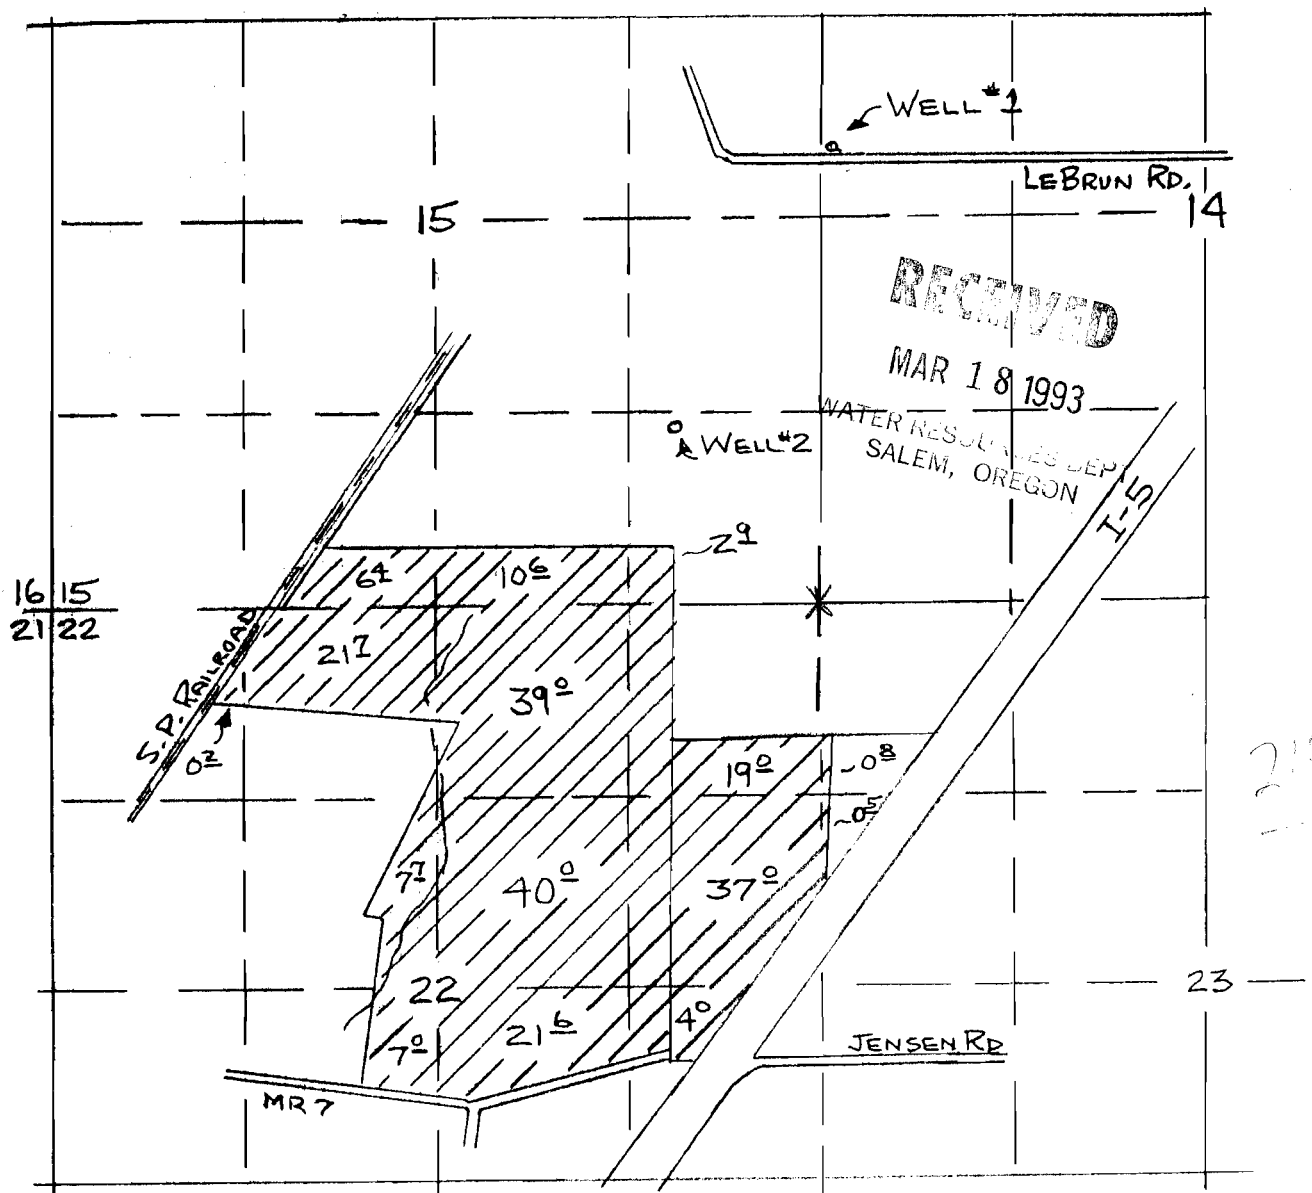 WELL #1
LEBRUN RD.
15
14
RECEIVED
MAR 18 1993
WATER RESOURCES DEPT
SALEM, OREGON
WELL #2
I-5
2 9
6 4
10 6
16 15
21 22
S.P. RAILROAD
21 7
39 0
0 2
19 0
0 8
0 5
7 7
40 0
37 0
22
23
7 0
21 6
4 0
JENSEN RD
MR 7